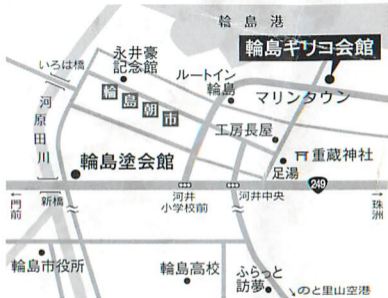 輪島港
輪島キリコ会館
いろは橋
永井豪
記念館
ルートイン
輪島
マリンタウン
輪島朝市
工房長屋
河原田川
重蔵神社
足湯
輪島塗会館
249
←門前
新橋
河井
小学校前
河井中央
→珠洲
輪島市役所
輪島高校
ふらっと
訪夢
のと里山空港